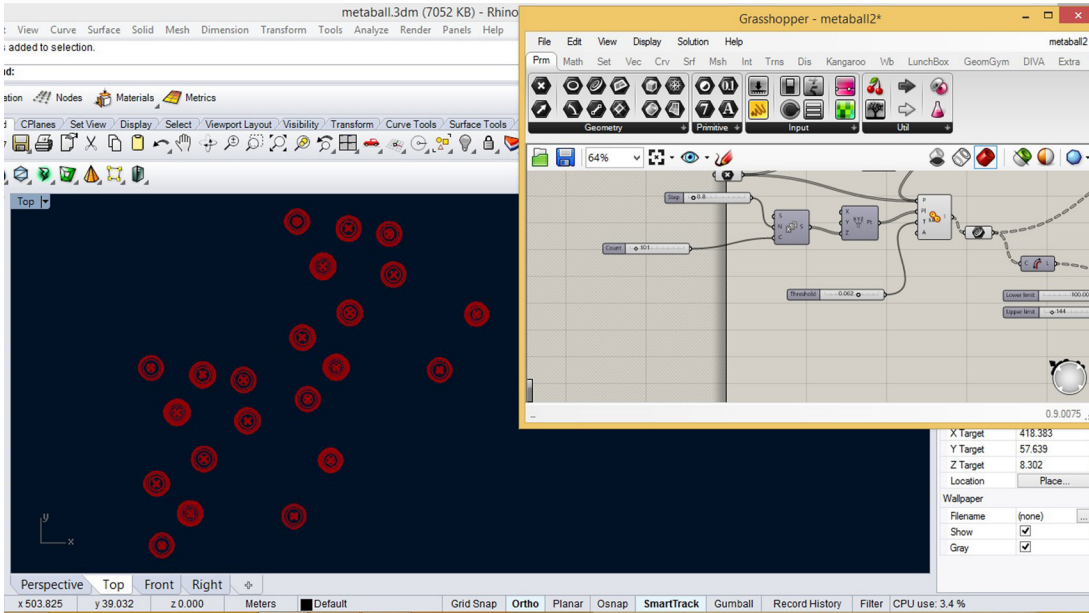 metaball.3dm (7052 KB) - Rhino
View Curve Surface Solid Mesh Dimension Transform Tools Analyze Render Panels Help
added to selection.
nd:
ation Nodes Materials Metrics
CPlanes Set View Display Select Viewport Layout Visibility Transform Curve Tools Surface Tools
Top
y
x
Perspective Top Front Right
x 503.825 y 39.032 z 0.000 Meters Default Grid Snap Ortho Planar Osnap SmartTrack Gumball Record History Filter CPU use: 3.4 %
Grasshopper - metaball2*
File Edit View Display Solution Help metaball2
Prm Math Set Vec Crv Srf Msh Int Trns Dis Kangaroo Wb LunchBox GeomGym DIVA Extra
Geometry Primitive Input Util
64%
Step 0.8
S
N S
C
X
Y XYZ Pt
Z
P
M
T
A
I
Count 101
C L
Threshold 0.062
Lower limit 100.00
Upper limit 144
0.9.0075
X Target 418.383
Y Target 57.639
Z Target 8.302
Location Place...
Wallpaper
Filename (none) ...
Show
Gray